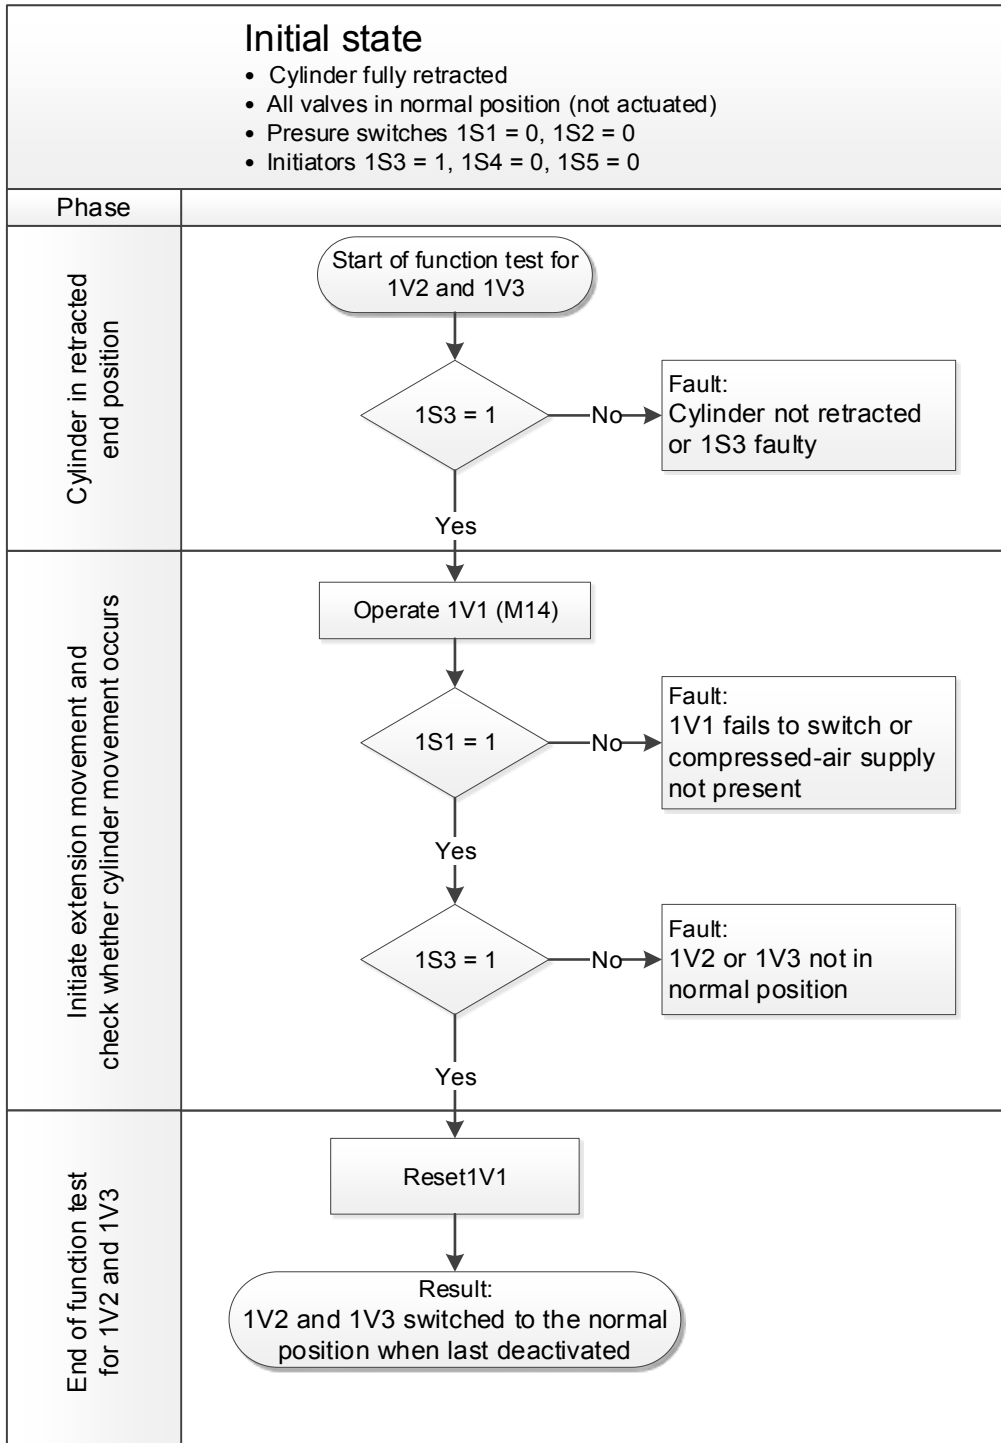 Initial state
• Cylinder fully retracted
• All valves in normal position (not actuated)
• Presure switches 1S1 = 0, 1S2 = 0
• Initiators 1S3 = 1, 1S4 = 0, 1S5 = 0
Phase
Cylinder in retracted
end position
Start of function test for
1V2 and 1V3
1S3 = 1
No
Fault:
Cylinder not retracted
or 1S3 faulty
Yes
Initiate extension movement and
check whether cylinder movement occurs
Operate 1V1 (M14)
1S1 = 1
No
Fault:
1V1 fails to switch or
compressed-air supply
not present
Yes
1S3 = 1
No
Fault:
1V2 or 1V3 not in
normal position
Yes
End of function test
for 1V2 and 1V3
Reset1V1
Result:
1V2 and 1V3 switched to the normal
position when last deactivated